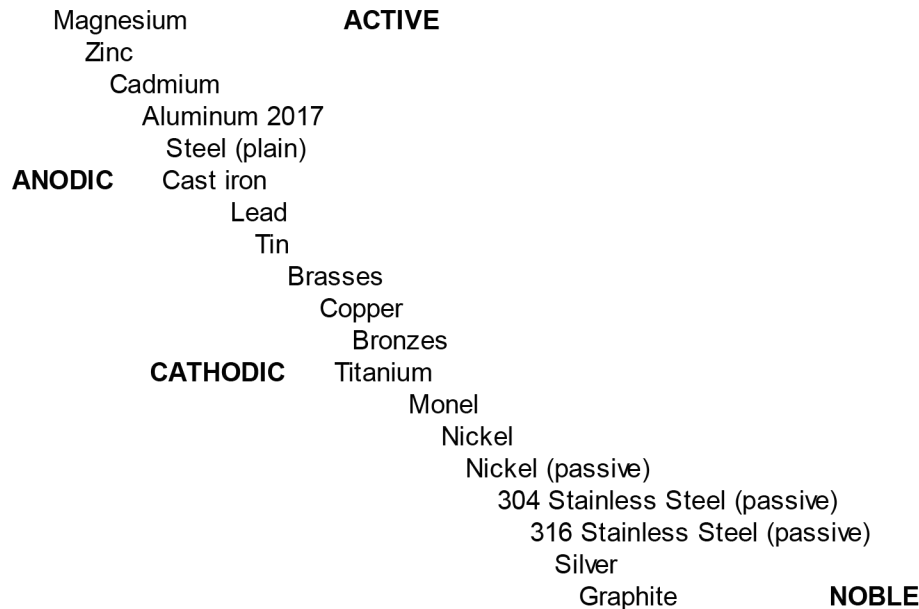 Magnesium ACTIVE
Zinc
Cadmium
Aluminum 2017
Steel (plain)
ANODIC Cast iron
Lead
Tin
Brasses
Copper
Bronzes
CATHODIC Titanium
Monel
Nickel
Nickel (passive)
304 Stainless Steel (passive)
316 Stainless Steel (passive)
Silver
Graphite NOBLE